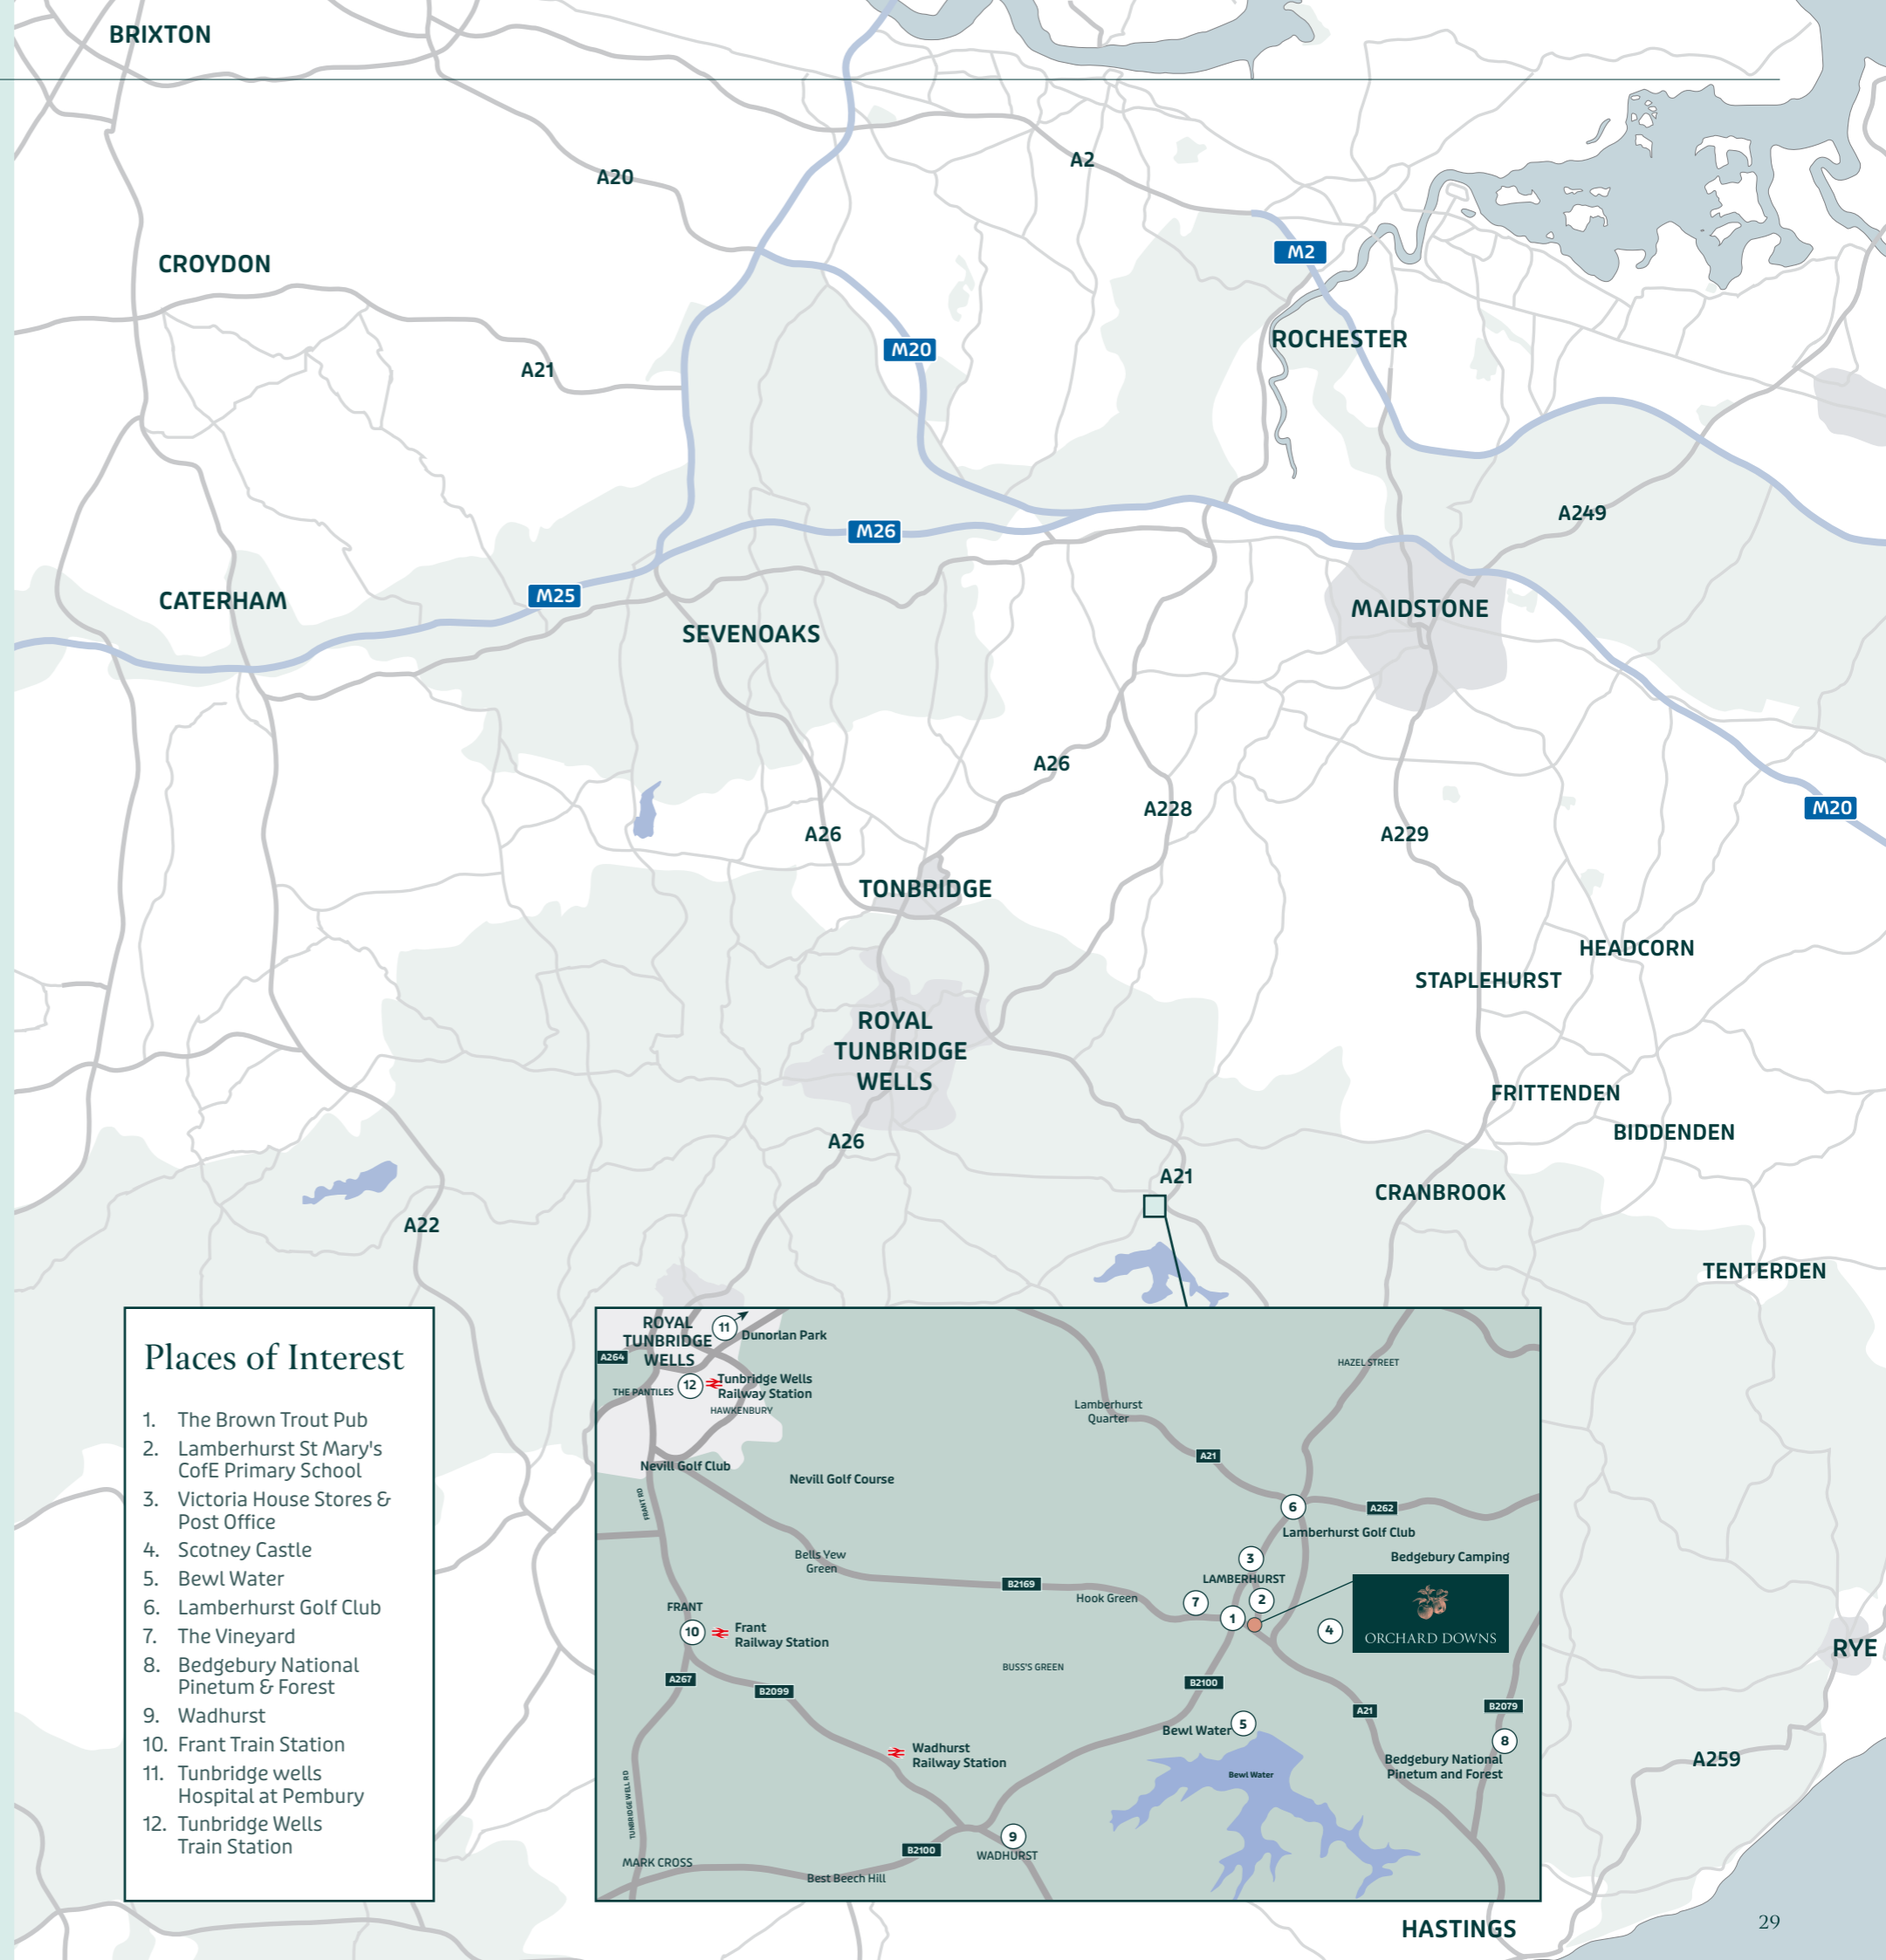 BRIXTON
A2
A20
M2
CROYDON
ROCHESTER
M20
A21
A249
M26
M25
CATERHAM
MAIDSTONE
SEVENOAKS
A26
A228
M20
A26
A229
TONBRIDGE
HEADCORN
STAPLEHURST
ROYAL
TUNBRIDGE
WELLS
FRITTENDEN
BIDDENDEN
A26
A21
CRANBROOK
A22
TENTERDEN
RYE
A259
HASTINGS
29
Places of Interest
1. The Brown Trout Pub
2. Lamberhurst St Mary's
CofE Primary School
3. Victoria House Stores &
Post Office
4. Scotney Castle
5. Bewl Water
6. Lamberhurst Golf Club
7. The Vineyard
8. Bedgebury National
Pinetum & Forest
9. Wadhurst
10. Frant Train Station
11. Tunbridge wells
Hospital at Pembury
12. Tunbridge Wells
Train Station
ROYAL
TUNBRIDGE
WELLS
11
Dunorlan Park
A264
THE PANTILES
12
Tunbridge Wells
Railway Station
HAWKENBURY
HAZEL STREET
Lamberhurst
Quarter
A21
Nevill Golf Club
Nevill Golf Course
FRANT RD
6
A262
Lamberhurst Golf Club
Bells Yew
Green
3
Bedgebury Camping
LAMBERHURST
B2169
Hook Green
7
2
1
4
ORCHARD DOWNS
FRANT
10
Frant
Railway Station
BUSS'S GREEN
A267
B2099
B2100
A21
B2079
Bewl Water
5
8
Wadhurst
Railway Station
Bedgebury National
Pinetum and Forest
Bewl Water
TUNBRIDGE WELL RD
9
WADHURST
B2100
MARK CROSS
Best Beech Hill